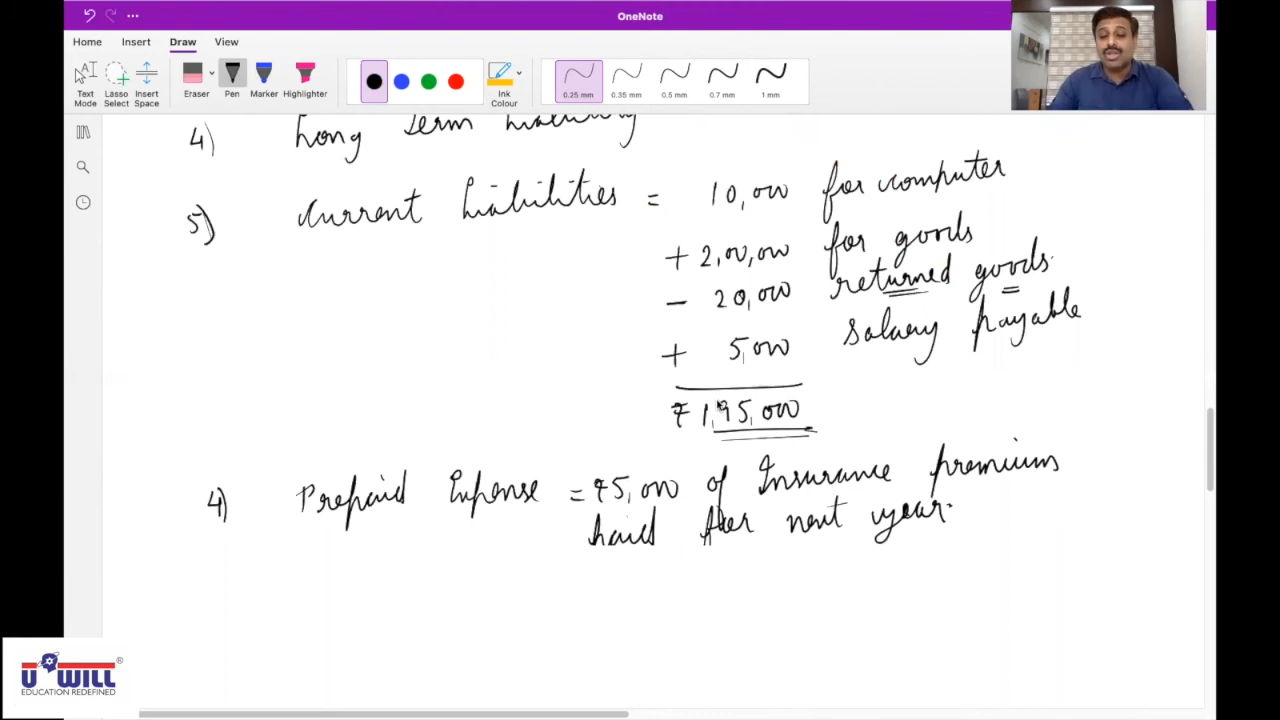 OneNote
Home Insert Draw View
Text Mode
Lasso Select
Insert Space
Eraser
Pen
Marker
Highlighter
Ink Colour
0.25 mm 0.35 mm 0.5 mm 0.7 mm 1 mm
4) Long Term Liability
5) Current Liabilities = 10,000 for computer
+ 2,00,000 for goods
- 20,000 returned goods.
+ 5,000 salary payable
₹ 1,95,000
4) Prepaid Expense = ₹5,000 of Insurance premium
paid for next year.
U WILL ®
EDUCATION REDEFINED